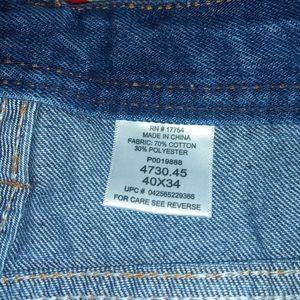 RN # 17754
MADE IN CHINA
FABRIC: 70% COTTON
30% POLYESTER
P0019888
4730.45
40X34
UPC # 042565229366
FOR CARE SEE REVERSE